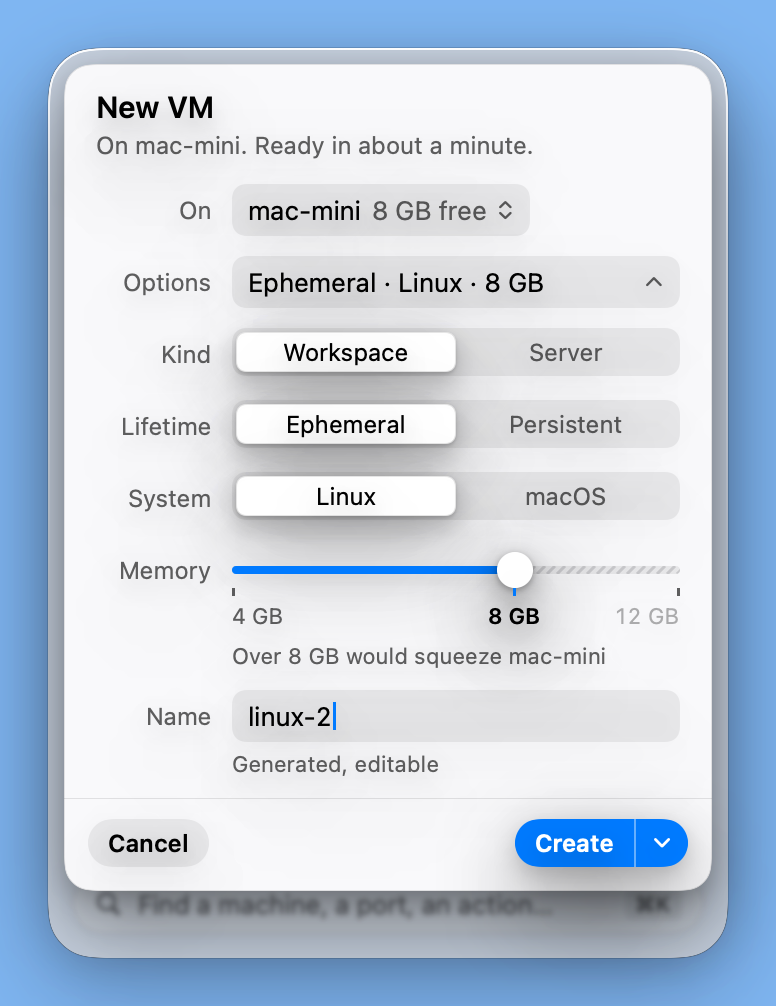 New VM
On mac-mini. Ready in about a minute.
On mac-mini 8 GB free
Options Ephemeral · Linux · 8 GB
Kind Workspace Server
Lifetime Ephemeral Persistent
System Linux macOS
Memory
4 GB 8 GB 12 GB
Over 8 GB would squeeze mac-mini
Name linux-2
Generated, editable
Cancel Create
Find a machine, a port, an action... ⌘K